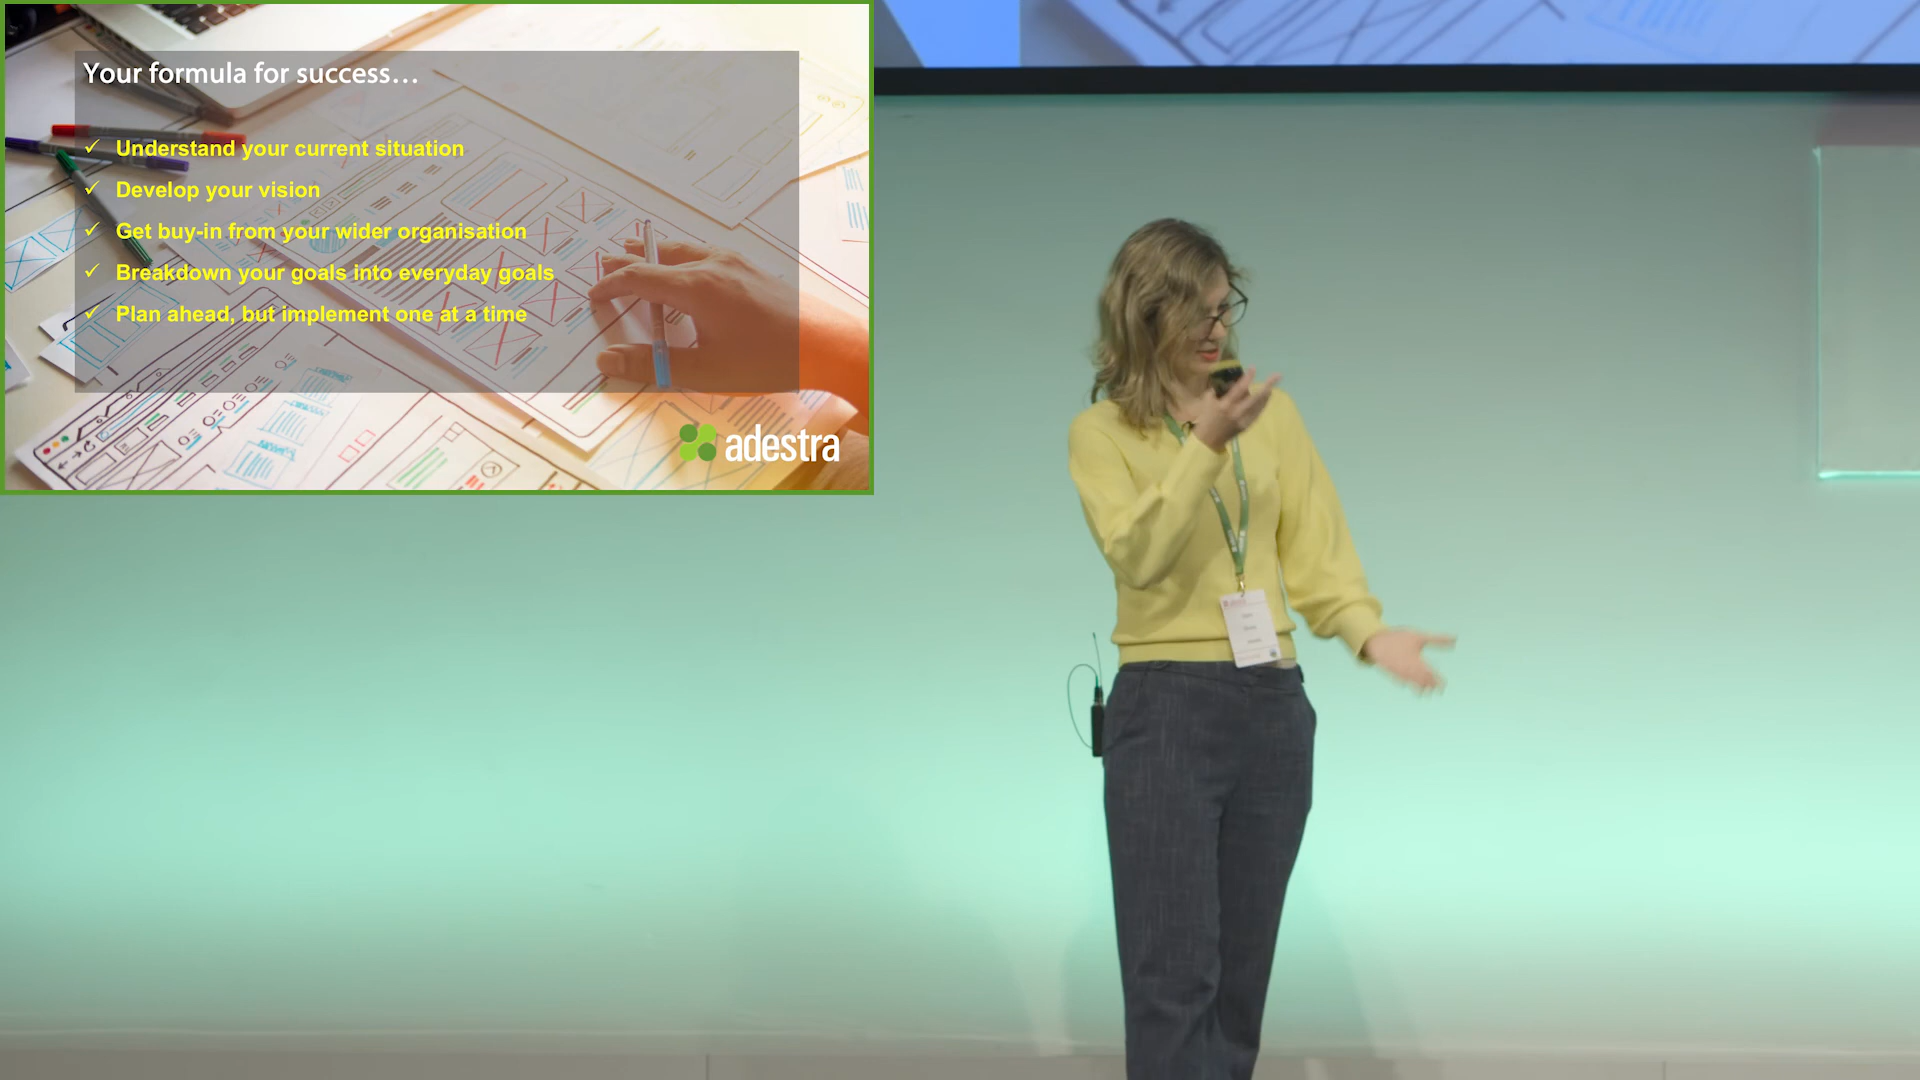 Your formula for success...
✓ Understand your current situation
✓ Develop your vision
✓ Get buy-in from your wider organisation
✓ Breakdown your goals into everyday goals
✓ Plan ahead, but implement one at a time
adestra